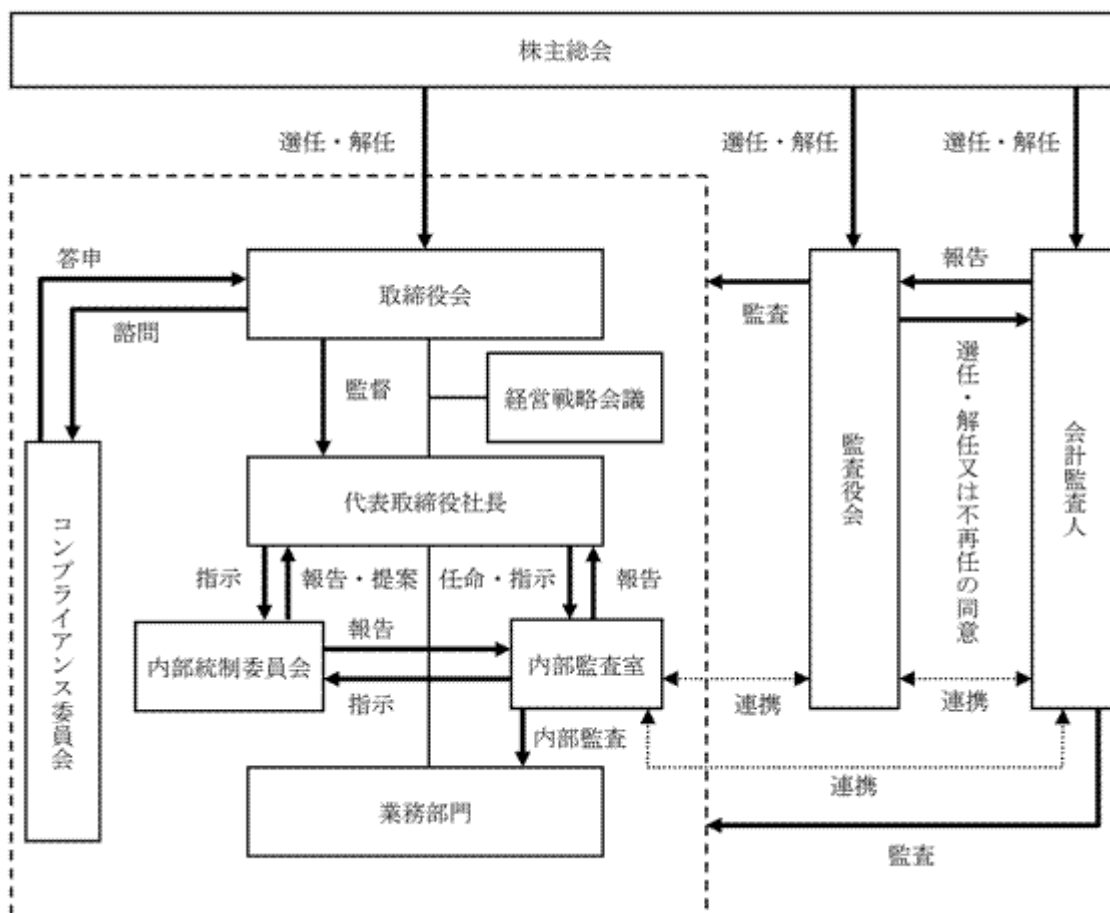 株主総会
選任・解任
選任・解任
選任・解任
答申
諮問
取締役会
監査
報告
監督
経営戦略会議
選任・解任又は不再任の同意
監査役会
会計監査人
コンプライアンス委員会
代表取締役社長
指示
報告・提案
任命・指示
報告
内部統制委員会
報告
指示
内部監査室
連携
連携
内部監査
連携
業務部門
監査